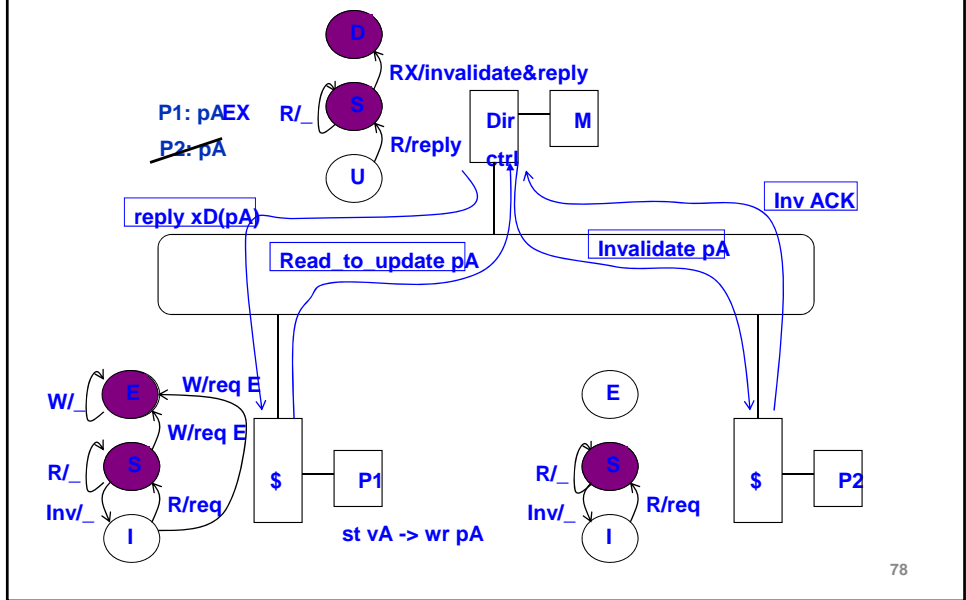 D
RX/invalidate&reply
P1: pAEX
R/_
S
Dir
ctrl
M
P2: pA
R/reply
U
Inv ACK
reply xD(pA)
Invalidate pA
Read_to_update pA
W/_
E
W/req E
E
W/req E
R/_
S
$
P1
R/_
S
$
P2
Inv/_
R/req
Inv/_
R/req
I
st vA -> wr pA
I
78